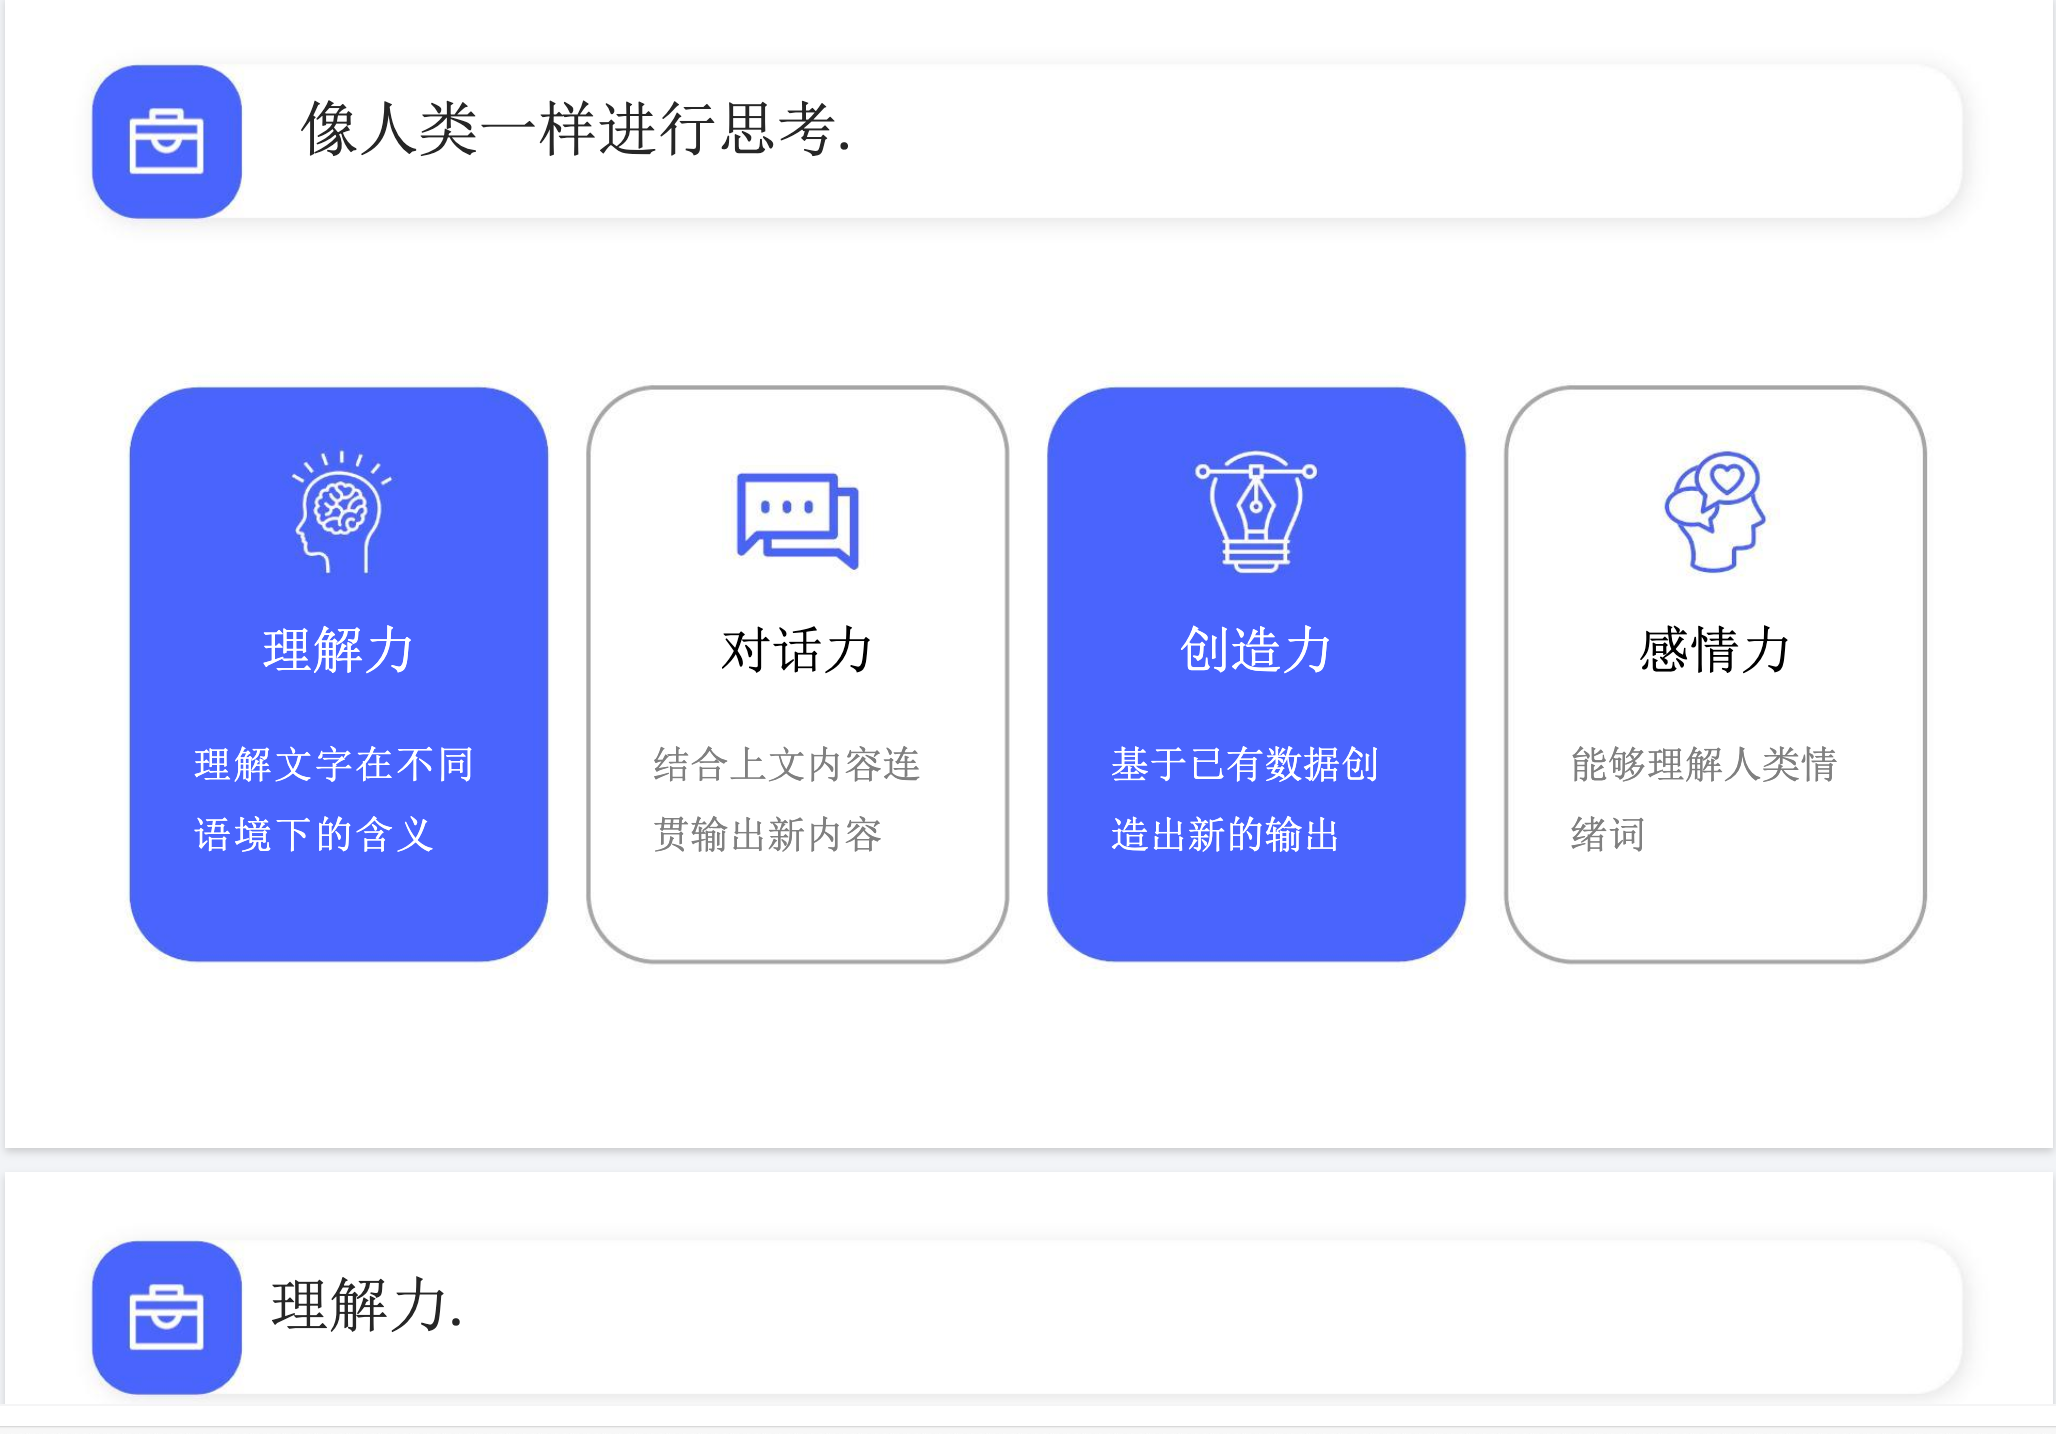 像人类一样进行思考.
理解力
理解文字在不同
语境下的含义
对话力
结合上文内容连
贯输出新内容
创造力
基于已有数据创
造出新的输出
感情力
能够理解人类情
绪词
理解力.